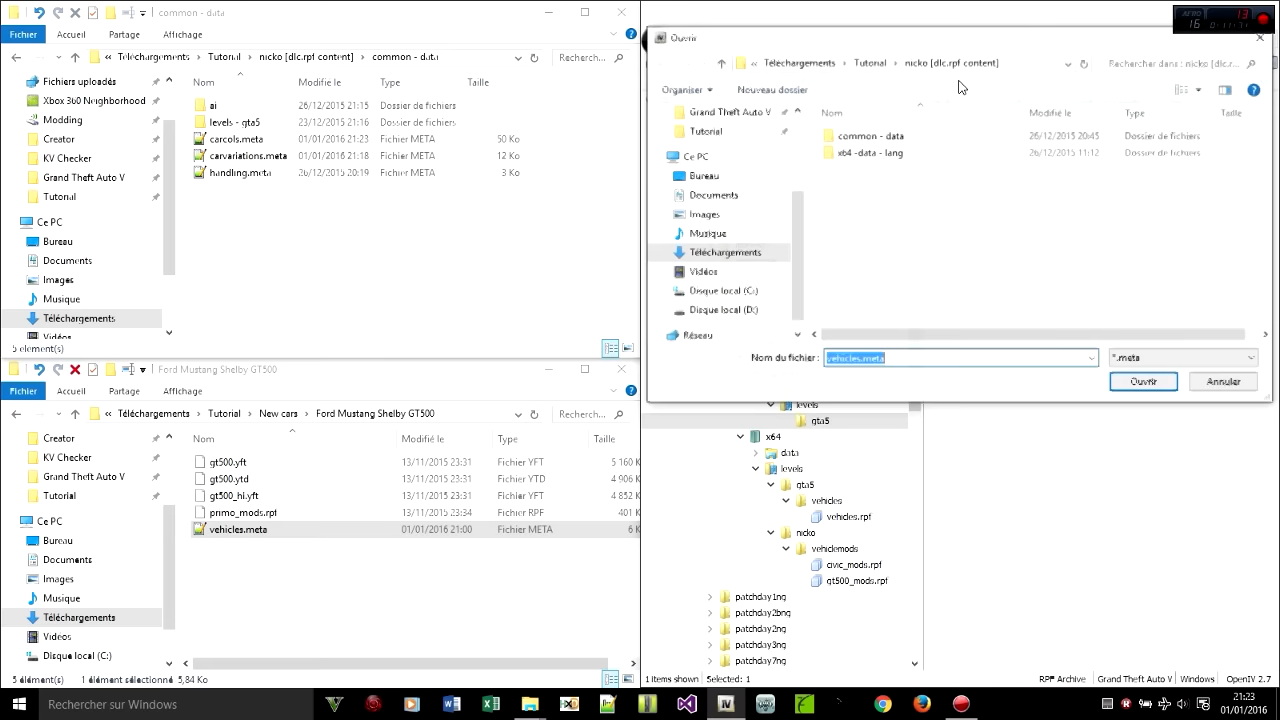 common - data
Fichier Accueil Partage Affichage
Téléchargements Tutorial nicko [dlc.rpf content] common - data Recherch...
Fichiers uploadés
Xbox 360 Neighborhood
Modding
Creator
KV Checker
Grand Theft Auto V
Tutorial
Ce PC
Bureau
Documents
Images
Musique
Téléchargements
Vidéos
Nom Modifié le Type Taille
ai 26/12/2015 21:15 Dossier de fichiers
levels - gta5 23/12/2015 21:16 Dossier de fichiers
carcols.meta 01/01/2016 21:23 Fichier META 50 Ko
carvariations.meta 01/01/2016 21:18 Fichier META 12 Ko
handling.meta 26/12/2015 20:19 Fichier META 3 Ko
5 élément(s)
Ford Mustang Shelby GT500
Fichier Accueil Partage Affichage
Téléchargements Tutorial New cars Ford Mustang Shelby GT500 Recherch...
Creator
KV Checker
Grand Theft Auto V
Tutorial
Ce PC
Bureau
Documents
Images
Musique
Téléchargements
Vidéos
Disque local (C:)
Nom Modifié le Type Taille
gt500.yft 13/11/2015 23:31 Fichier YFT 5 160 K
gt500.ytd 13/11/2015 23:31 Fichier YTD 4 906 K
gt500_hi.yft 13/11/2015 23:31 Fichier YFT 4 852 K
primo_mods.rpf 13/11/2015 23:34 Fichier RPF 401 K
vehicles.meta 01/01/2016 21:00 Fichier META 6 K
5 élément(s) 1 élément sélectionné 5,84 Ko
Ouvrir
Téléchargements Tutorial nicko [dlc.rpf content] Rechercher dans : nicko [dlc.r...
Organiser Nouveau dossier
Grand Theft Auto V
Tutorial
Ce PC
Bureau
Documents
Images
Musique
Téléchargements
Vidéos
Disque local (C:)
Disque local (D:)
Réseau
Nom Modifié le Type Taille
common - data 26/12/2015 20:45 Dossier de fichiers
x64 -data - lang 26/12/2015 11:12 Dossier de fichiers
Nom du fichier : vehicles.meta *.meta
Ouvrir Annuler
levels
gta5
x64
data
levels
gta5
vehicles
vehicles.rpf
nicko
vehiclemods
civic_mods.rpf
gt500_mods.rpf
patchday1ng
patchday2bng
patchday2ng
patchday3ng
patchday7ng
1 items shown Selected: 1 RPF Archive Grand Theft Auto V Windows OpenIV 2.7
Rechercher sur Windows
21:23
01/01/2016